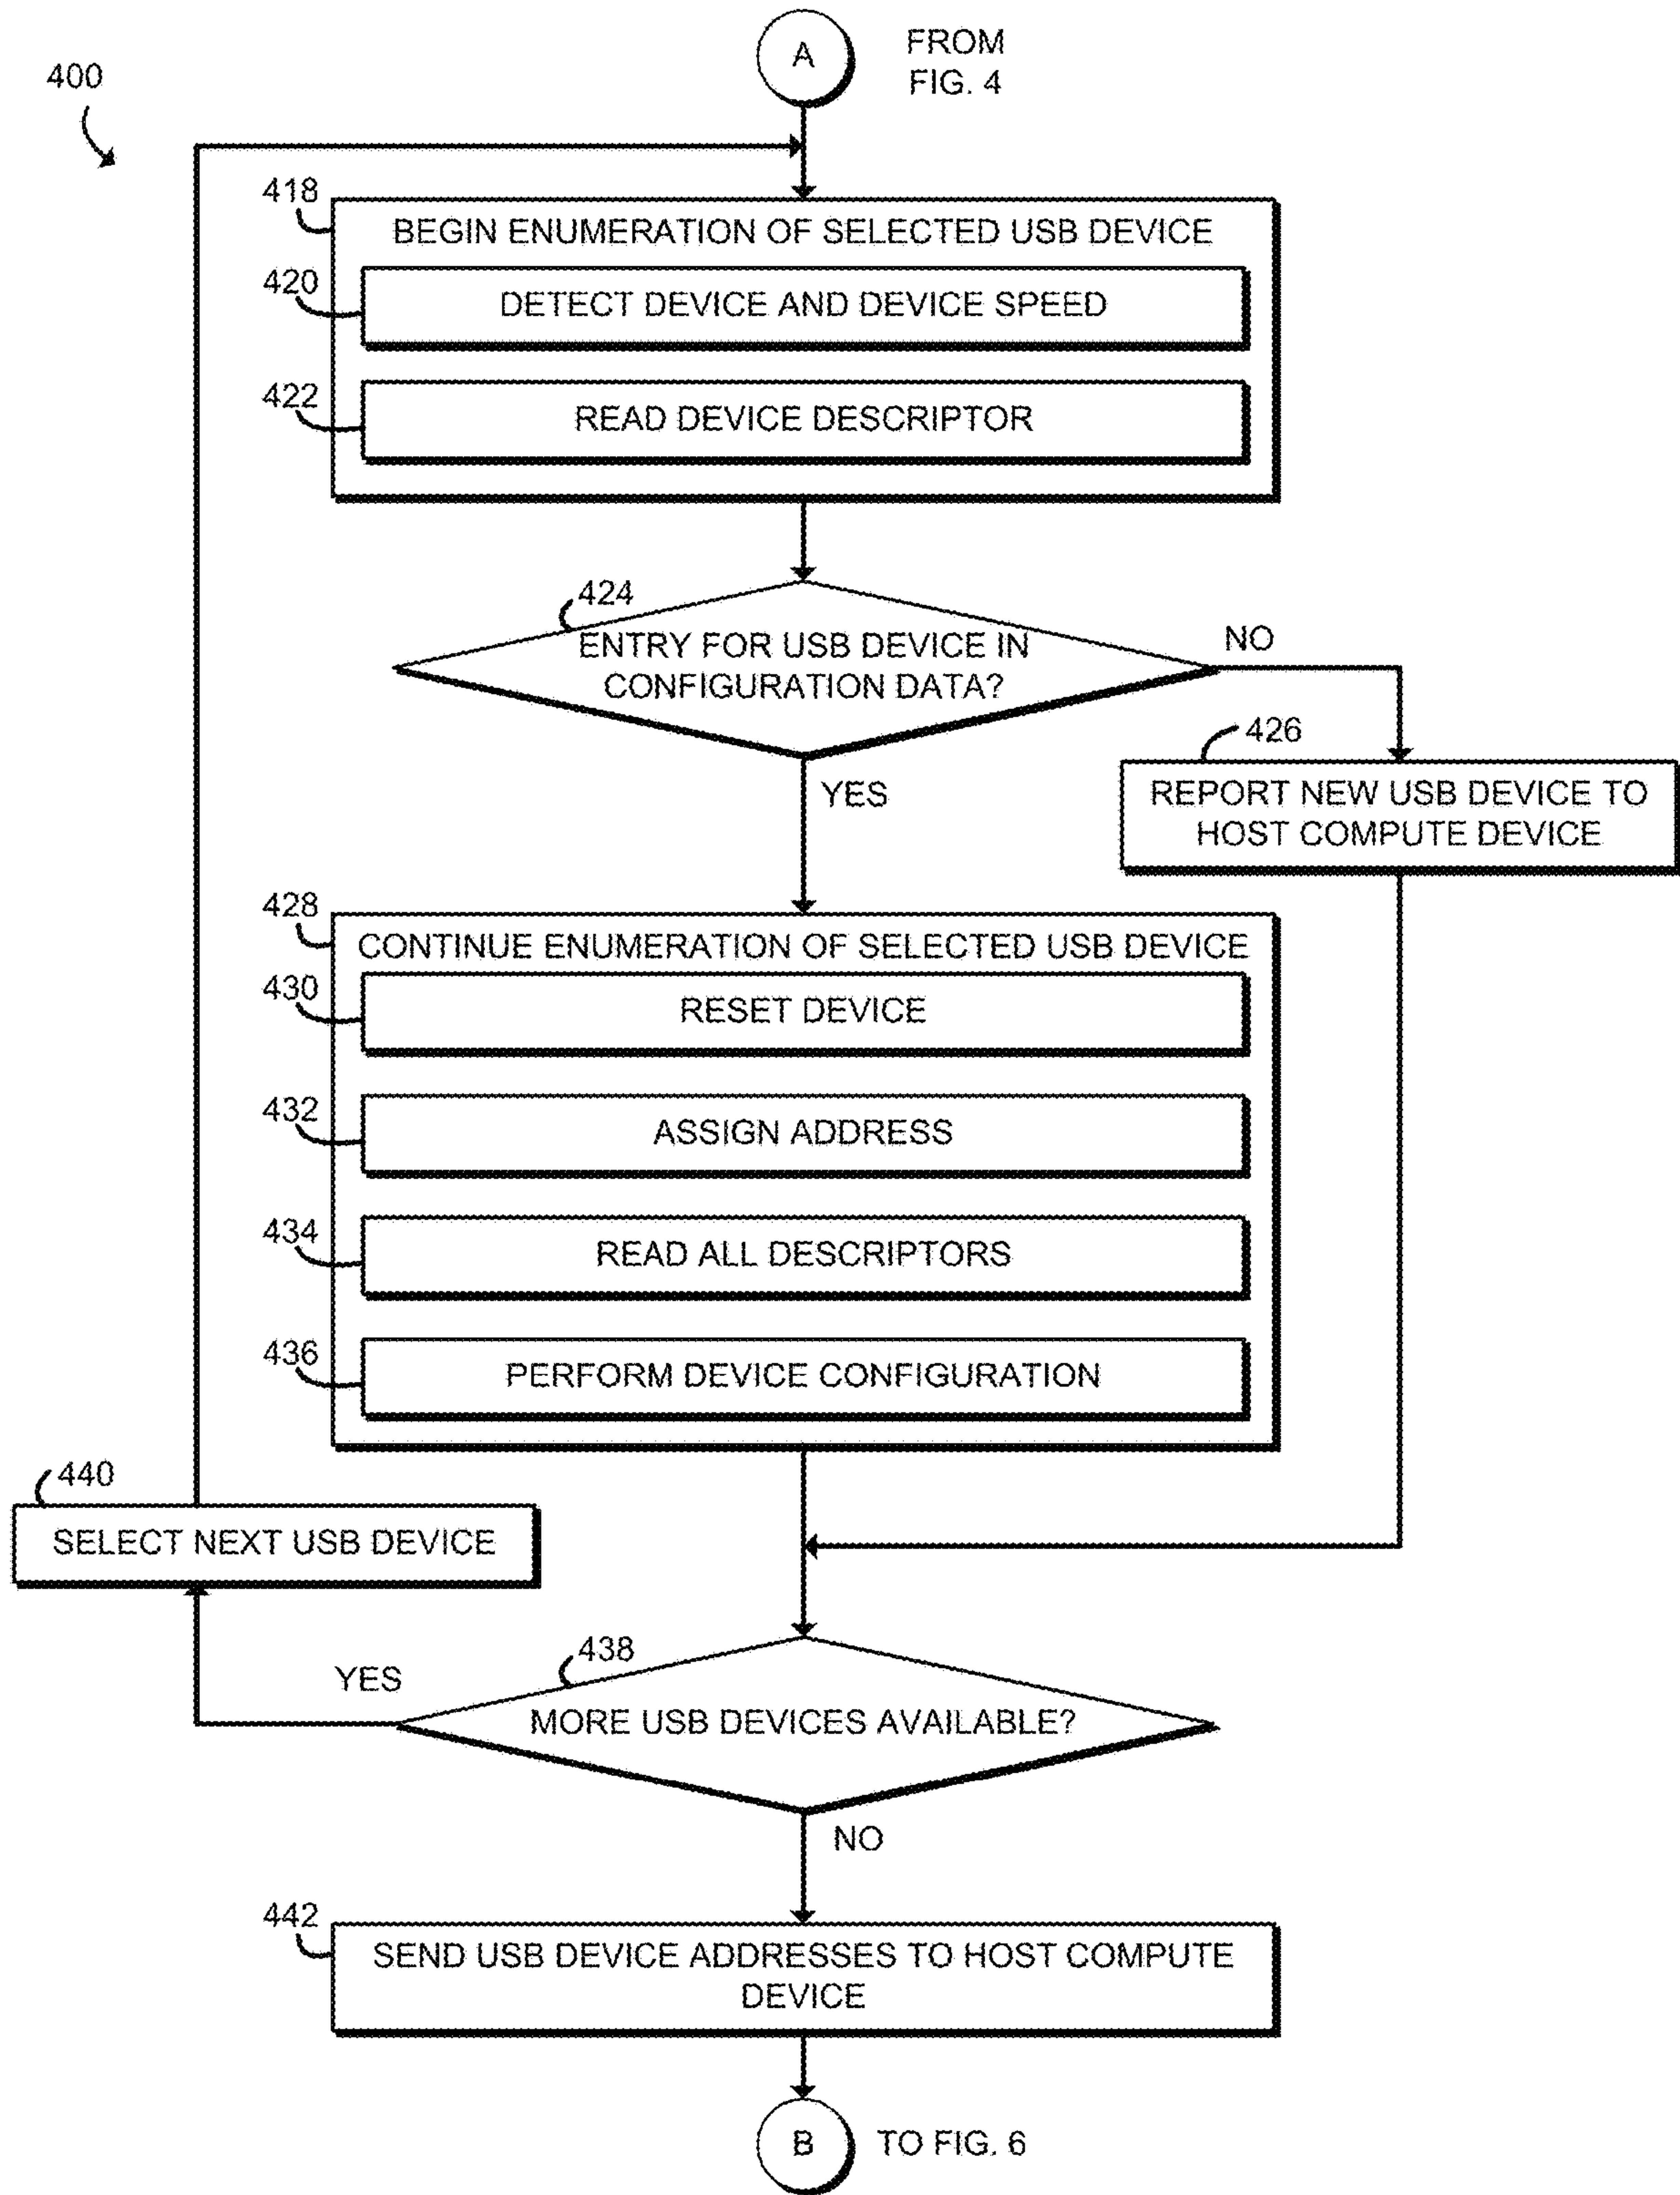 A
FROM
FIG. 4
400
418
BEGIN ENUMERATION OF SELECTED USB DEVICE
420
DETECT DEVICE AND DEVICE SPEED
422
READ DEVICE DESCRIPTOR
424
ENTRY FOR USB DEVICE IN
CONFIGURATION DATA?
NO
YES
426
REPORT NEW USB DEVICE TO
HOST COMPUTE DEVICE
428
CONTINUE ENUMERATION OF SELECTED USB DEVICE
430
RESET DEVICE
432
ASSIGN ADDRESS
434
READ ALL DESCRIPTORS
436
PERFORM DEVICE CONFIGURATION
440
SELECT NEXT USB DEVICE
438
YES
MORE USB DEVICES AVAILABLE?
NO
442
SEND USB DEVICE ADDRESSES TO HOST COMPUTE
DEVICE
B
TO FIG. 6